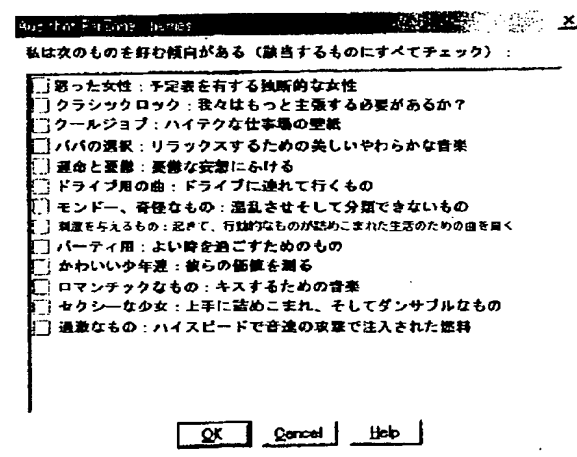 私は次のものを好む傾向がある（該当するものにすべてチェック）：
怒った女性：予定表を有する独断的な女性
クラシックロック：我々はもっと主張する必要があるか？
クールジョブ：ハイテクな仕事場の壁紙
パパの選択：リラックスするための美しいやわらかな音楽
運命と憂鬱：憂鬱な妄想にふける
ドライブ用の曲：ドライブに連れて行くもの
モンドー、奇怪なもの：混乱させそして分類できないもの
刺激を与えるもの：起きて、行動的なものが詰めこまれた生活のための曲を聞く
パーティ用：よい時を過ごすためのもの
かわいい少年達：彼らの価値を測る
ロマンチックなもの：キスするための音楽
セクシーな少女：上手に詰めこまれ、そしてダンサブルなもの
過激なもの：ハイスピードで音速の攻撃で注入された燃料
OK Cancel Help